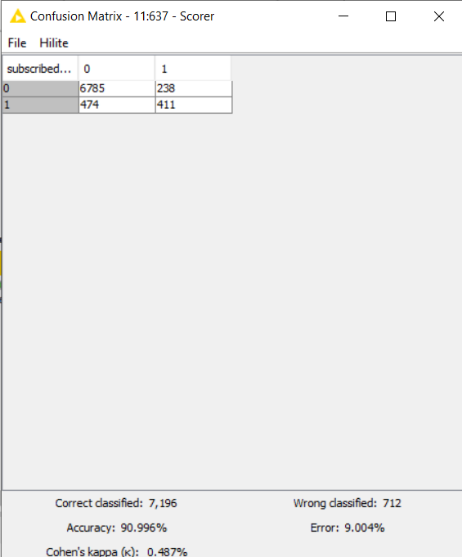 Confusion Matrix - 11:637 - Scorer
File Hilite
subscribed... 0 1
0 6785 238
1 474 411
Correct classified: 7,196 Wrong classified: 712
Accuracy: 90.996% Error: 9.004%
Cohen's kappa (κ): 0.487%